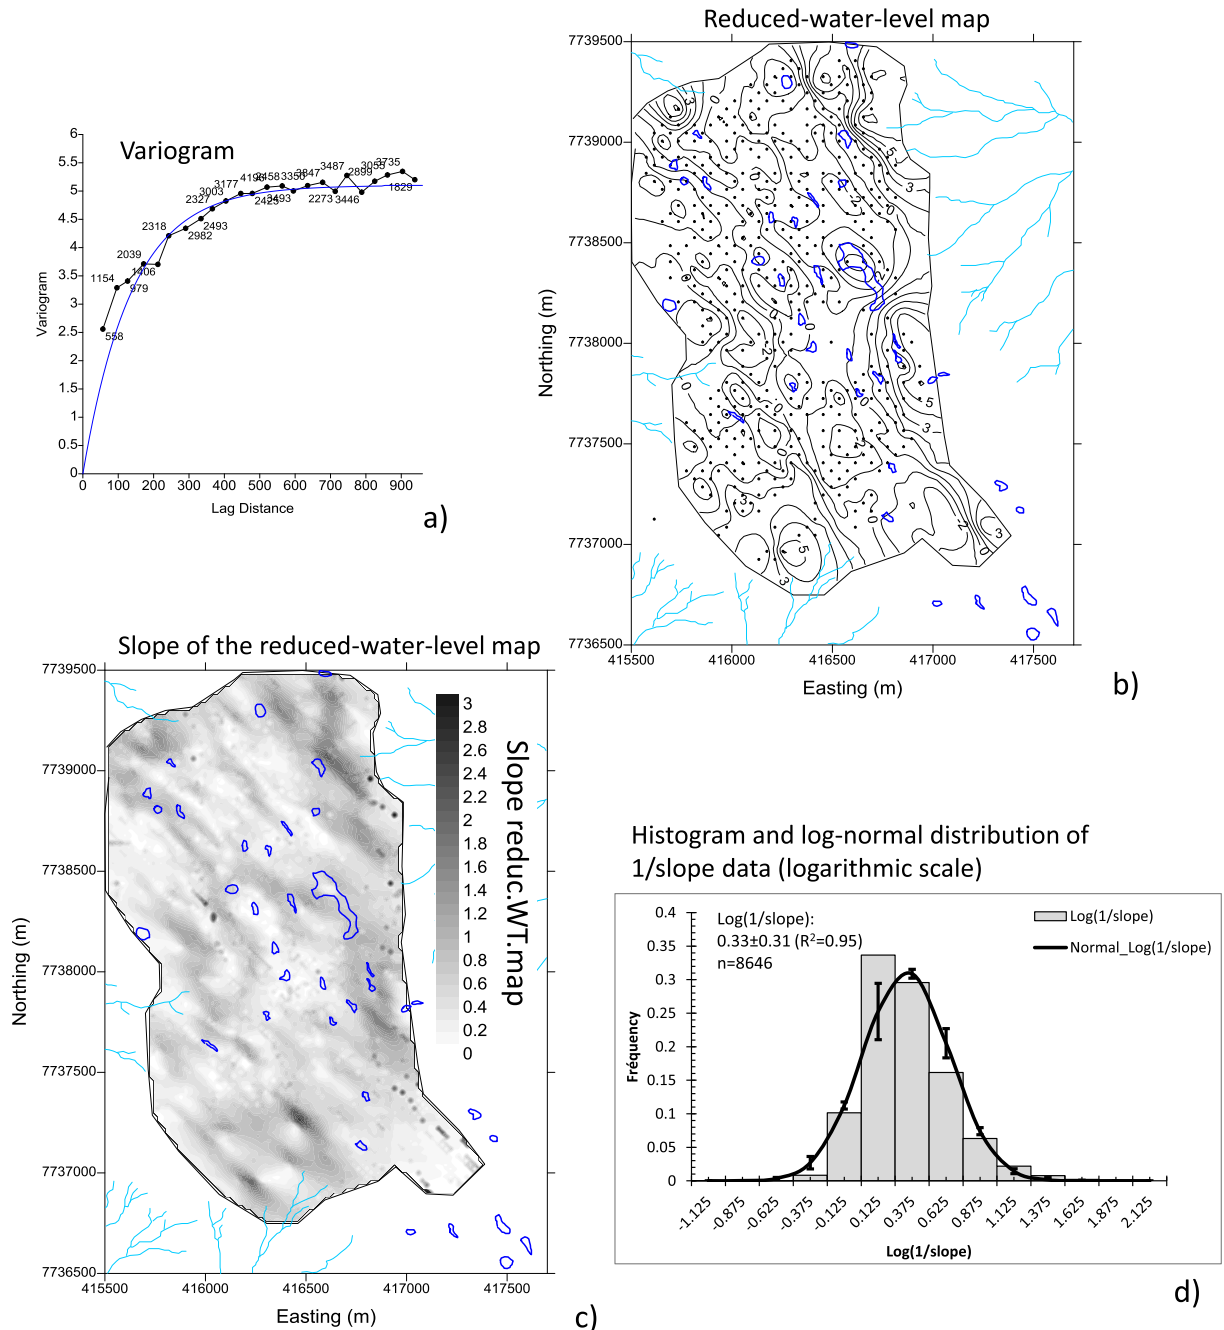 Variogram
6
5.5
5
4.5
4
3.5
3
2.5
2
1.5
1
0.5
0
Variogram
558
1154
979
1406
2039
2318
2982
2327
2493
3003
3177
4196
2425
3458
3493
3350
3847
2273
3487
3446
2899
3055
3735
1829
0 100 200 300 400 500 600 700 800 900
Lag Distance
a)
Reduced-water-level map
7739500
7739000
7738500
7738000
7737500
7737000
7736500
Northing (m)
415500 416000 416500 417000 417500
Easting (m)
b)
Slope of the reduced-water-level map
7739500
7739000
7738500
7738000
7737500
7737000
7736500
Northing (m)
415500 416000 416500 417000 417500
Easting (m)
3
2.8
2.6
2.4
2.2
2
1.8
1.6
1.4
1.2
1
0.8
0.6
0.4
0.2
0
Slope reduc.WT.map
c)
Histogram and log-normal distribution of
1/slope data (logarithmic scale)
Log(1/slope):
0.33±0.31 (R²=0.95)
n=8646
Log(1/slope)
Normal_Log(1/slope)
0.4
0.35
0.3
0.25
0.2
0.15
0.1
0.05
0
Fréquency
-1.125 -0.875 -0.625 -0.375 -0.125 0.125 0.375 0.625 0.875 1.125 1.375 1.625 1.875 2.125
Log(1/slope)
d)